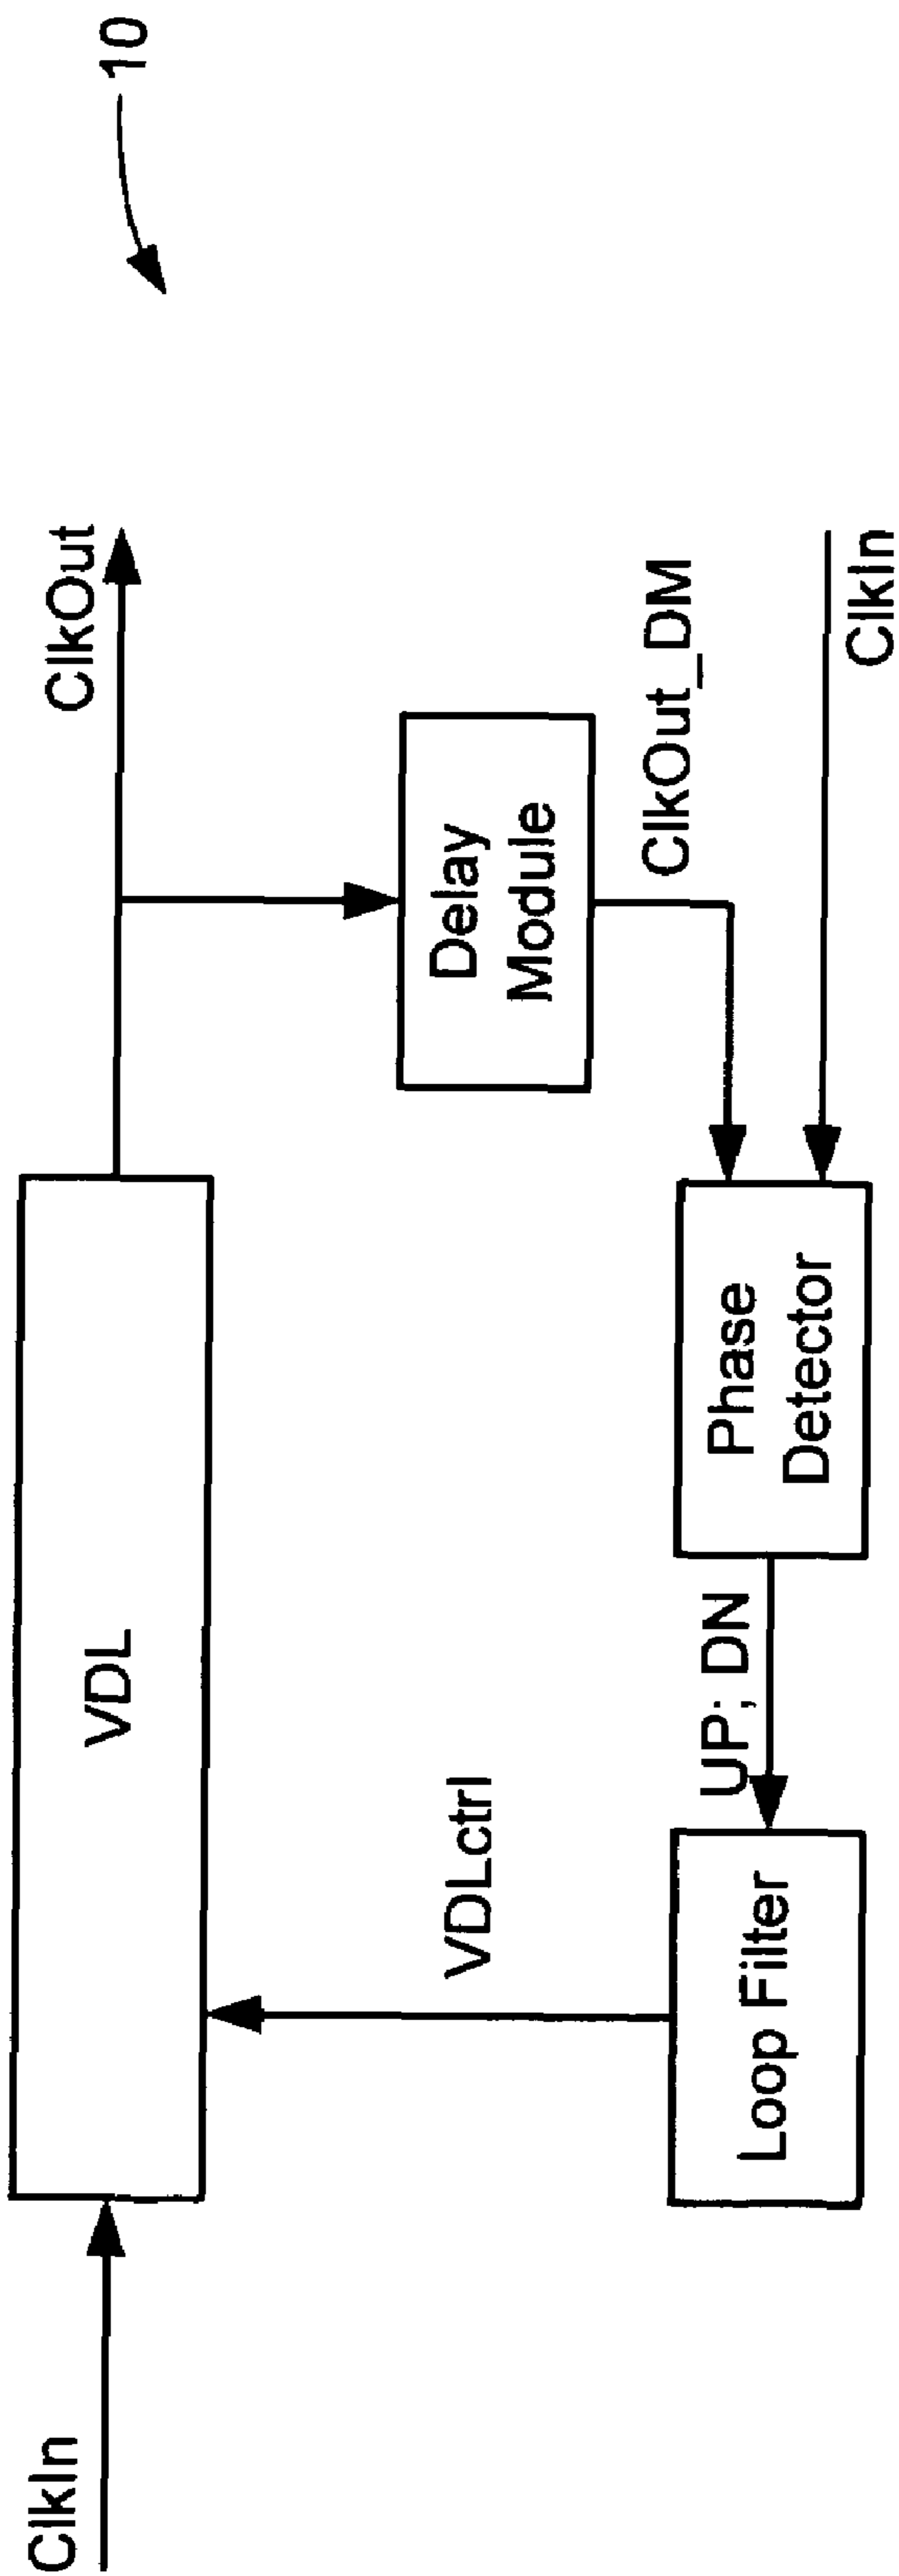 10
ClkIn
VDL
ClkOut
VDLctrl
Delay
Module
ClkOut_DM
Loop Filter
UP; DN
Phase
Detector
ClkIn